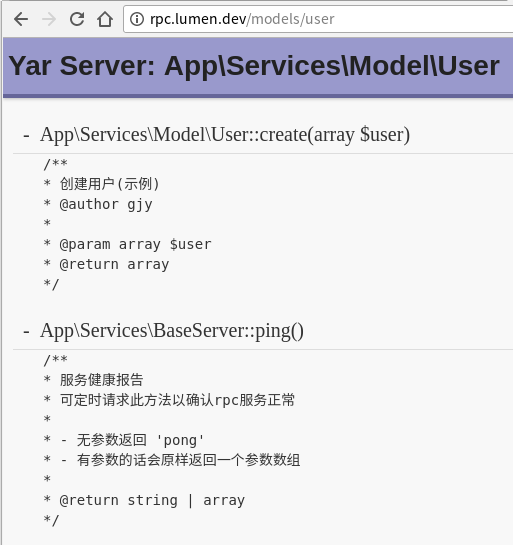 rpc.lumen.dev/models/user
Yar Server: App\Services\Model\User
- App\Services\Model\User::create(array $user)
/**
* 创建用户(示例)
* @author gjy
*
* @param array $user
* @return array
*/
- App\Services\BaseServer::ping()
/**
* 服务健康报告
* 可定时请求此方法以确认rpc服务正常
*
* - 无参数返回 'pong'
* - 有参数的话会原样返回一个参数数组
*
* @return string | array
*/